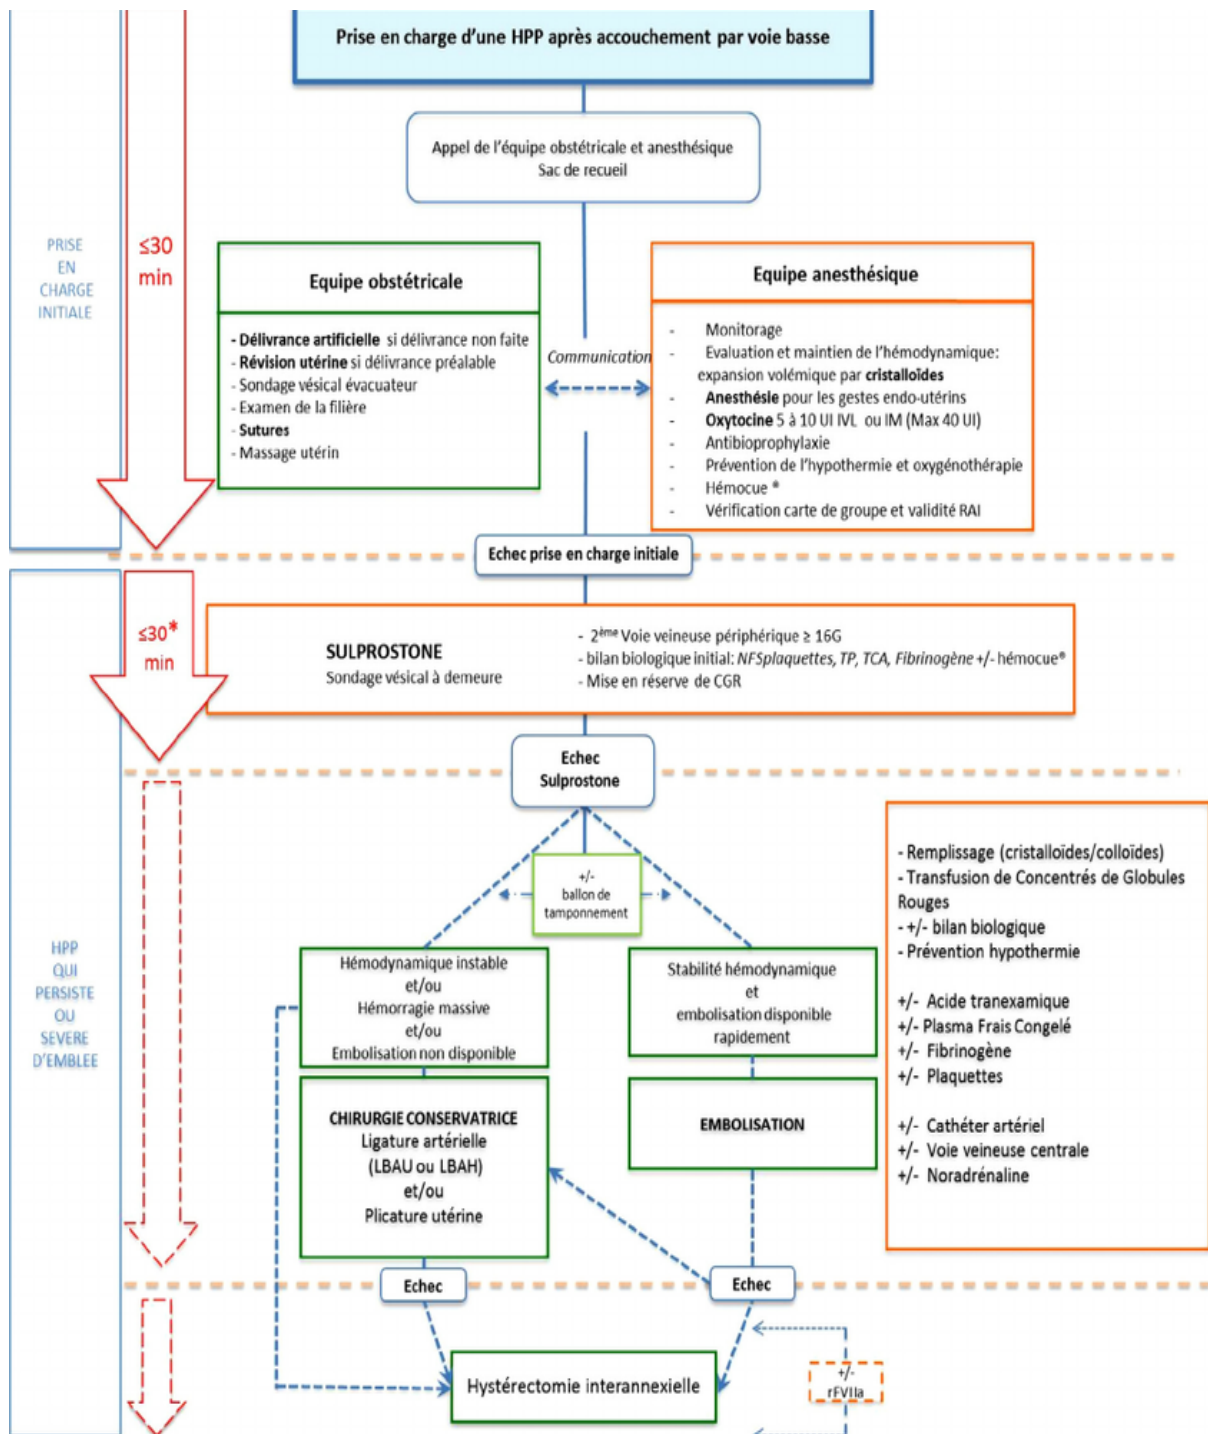 Prise en charge d'une HPP après accouchement par voie basse
Appel de l'équipe obstétricale et anesthésique
Sac de recueil
PRISE
EN
CHARGE
INITIALE
≤30
min
Equipe obstétricale
- Délivrance artificielle si délivrance non faite
- Révision utérine si délivrance préalable
- Sondage vésical évacuateur
- Examen de la filière
- Sutures
- Massage utérin
Communication
Equipe anesthésique
- Monitorage
- Evaluation et maintien de l'hémodynamique:
expansion volémique par cristalloïdes
- Anesthésie pour les gestes endo-utérins
- Oxytocine 5 à 10 UI IVL ou IM (Max 40 UI)
- Antibioprophylaxie
- Prévention de l'hypothermie et oxygénothérapie
- Hémocue ®
- Vérification carte de groupe et validité RAI
Echec prise en charge initiale
≤30*
min
SULPROSTONE
Sondage vésical à demeure
- 2ème Voie veineuse périphérique ≥ 16G
- bilan biologique initial: NFSplaquettes, TP, TCA, Fibrinogène +/- hémocue®
- Mise en réserve de CGR
Echec
Sulprostone
+/-
ballon de
tamponnement
HPP
QUI
PERSISTE
OU
SEVERE
D'EMBLEE
Hémodynamique instable
et/ou
Hémorragie massive
et/ou
Embolisation non disponible
Stabilité hémodynamique
et
embolisation disponible
rapidement
CHIRURGIE CONSERVATRICE
Ligature artérielle
(LBAU ou LBAH)
et/ou
Plicature utérine
EMBOLISATION
- Remplissage (cristalloïdes/colloïdes)
- Transfusion de Concentrés de Globules
Rouges
- +/- bilan biologique
- Prévention hypothermie
+/- Acide tranexamique
+/- Plasma Frais Congelé
+/- Fibrinogène
+/- Plaquettes
+/- Cathéter artériel
+/- Voie veineuse centrale
+/- Noradrénaline
Echec
Echec
Hystérectomie interannexielle
+/-
rFVIIa